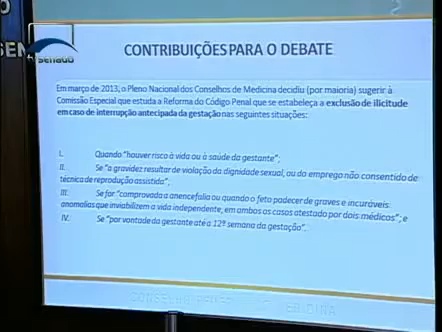 CONTRIBUIÇÕES PARA O DEBATE
Em março de 2013, o Pleno Nacional dos Conselhos de Medicina decidiu (por maioria) sugerir à
Comissão Especial que estuda a Reforma do Código Penal que se estabeleça a exclusão de ilicitude
em caso de interrupção antecipada da gestação nas seguintes situações:
I. Quando "houver risco à vida ou à saúde da gestante";
II. Se "a gravidez resultar de violação da dignidade sexual, ou do emprego não consentido de
técnica de reprodução assistida";
III. Se for "comprovada a anencefalia ou quando o feto padecer de graves e incuráveis
anomalias que inviabilizem a vida independente, em ambos os casos atestado por dois médicos"; e
IV. Se "por vontade da gestante até a 12ª semana da gestação".
tv senado